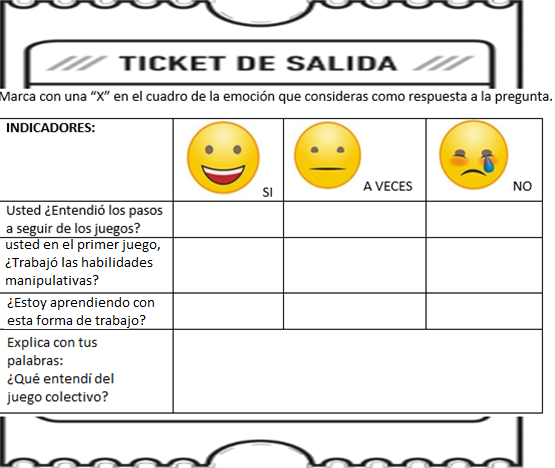 TICKET DE SALIDA
Marca con una “X” en el cuadro de la emoción que consideras como respuesta a la pregunta.
INDICADORES:
SI
A VECES
NO
Usted ¿Entendió los pasos
a seguir de los juegos?
usted en el primer juego,
¿Trabajó las habilidades
manipulativas?
¿Estoy aprendiendo con
esta forma de trabajo?
Explica con tus
palabras:
¿Qué entendí del
juego colectivo?